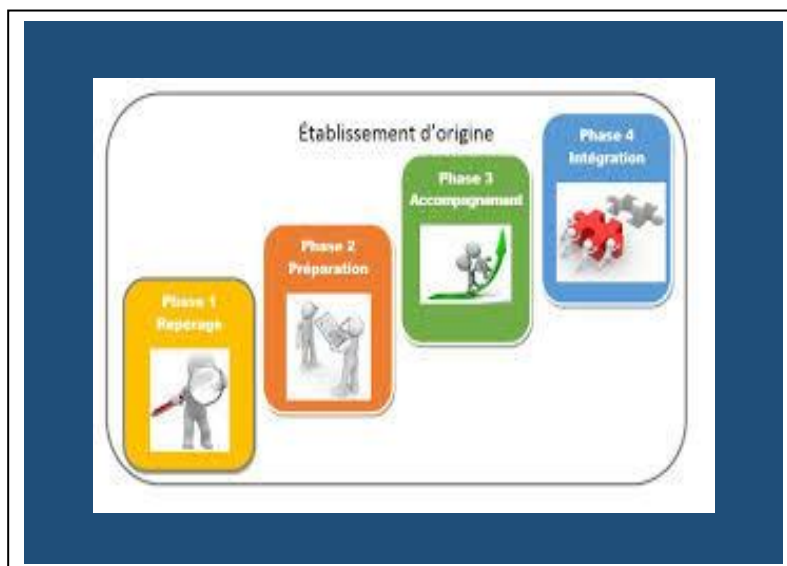 Établissement d'origine
Phase 1
Repérage
Phase 2
Préparation
Phase 3
Accompagnement
Phase 4
Intégration